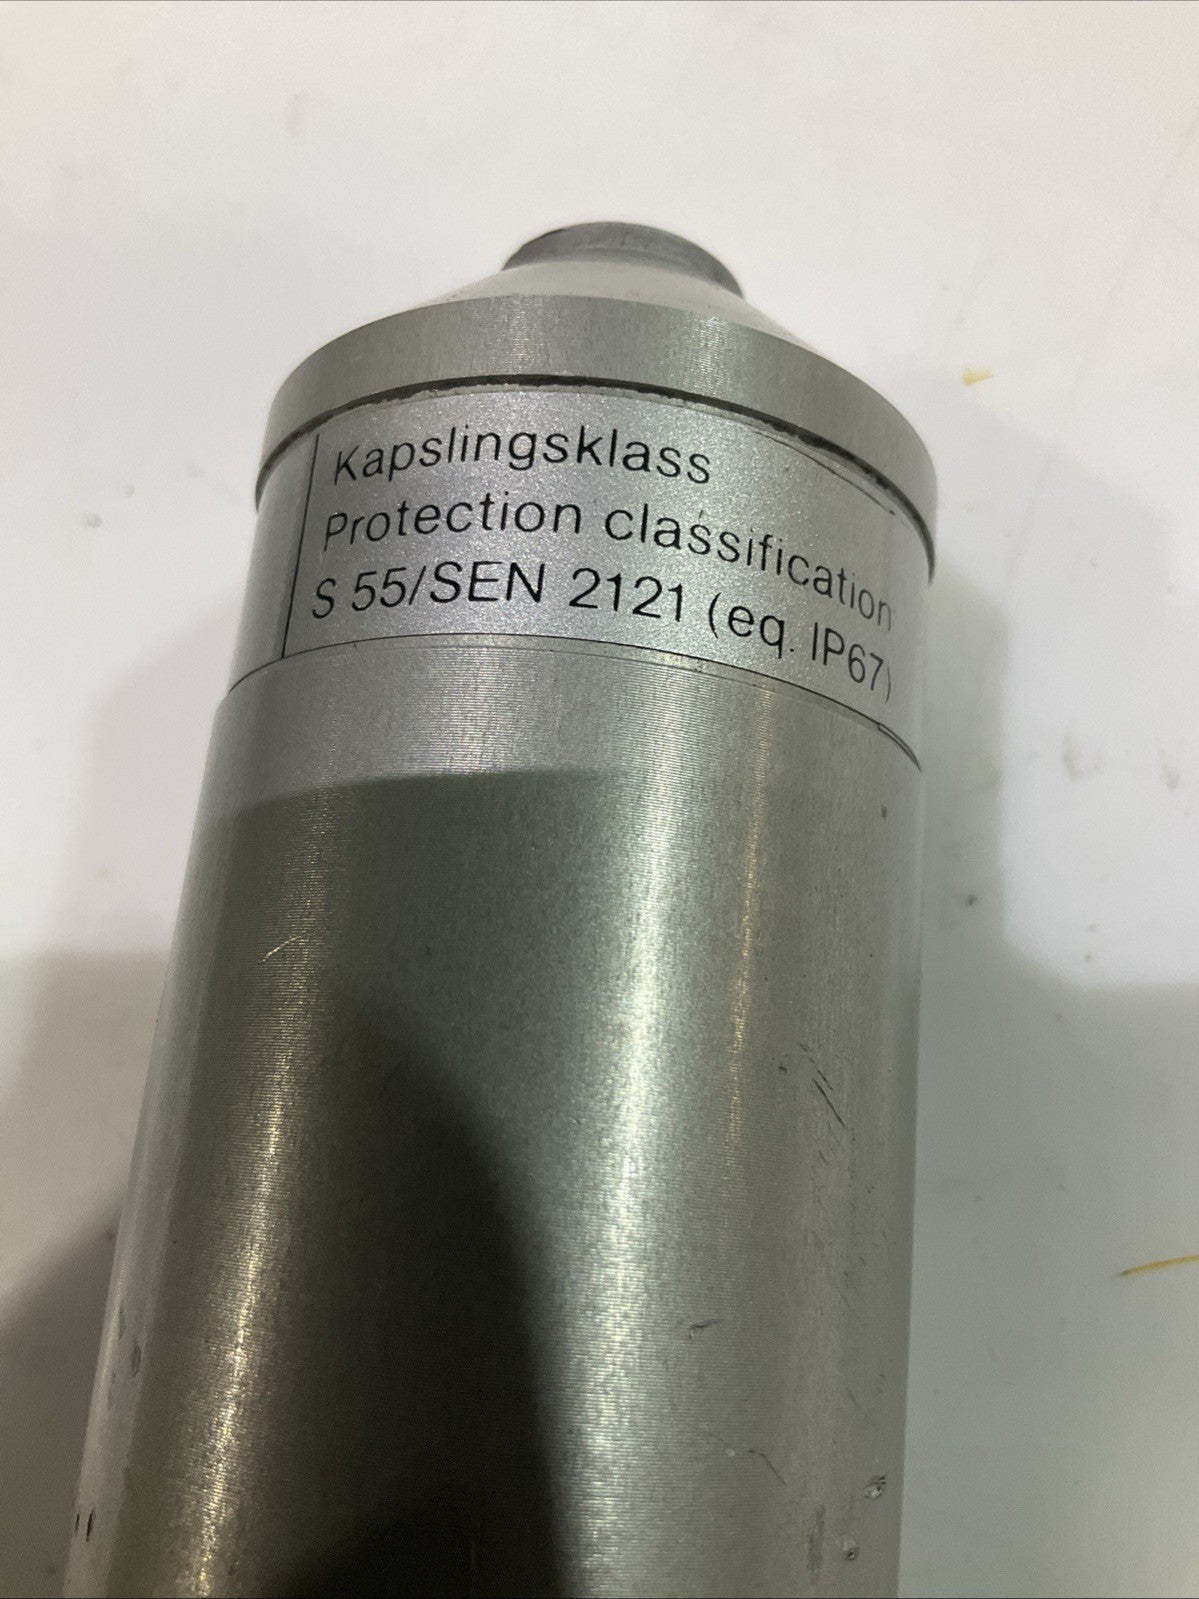 Kapslingsklass
Protection classification
S 55/SEN 2121 (eq. IP67)